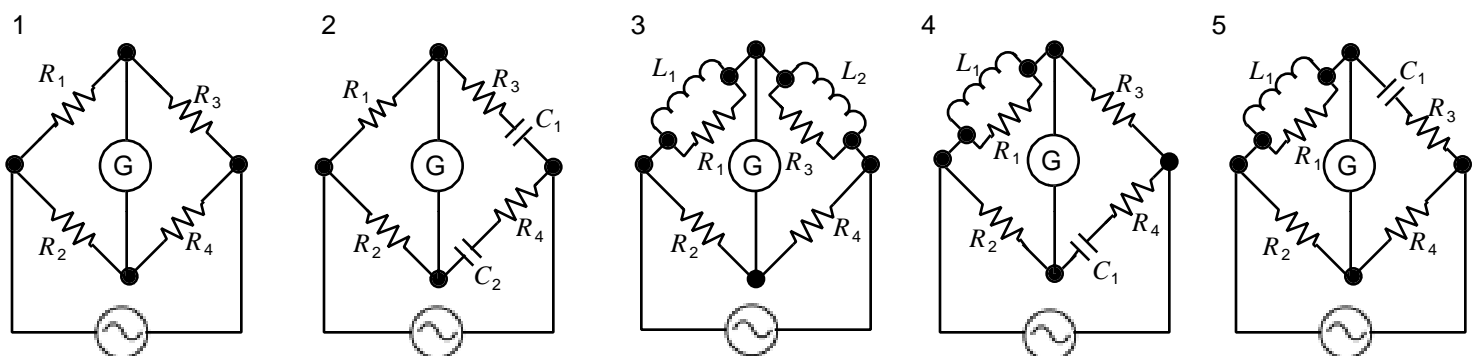 1
R₁
R₃
G
R₂
R₄
2
R₁
R₃
C₁
G
R₂
R₄
C₂
3
L₁
L₂
R₁
G
R₃
R₂
R₄
4
L₁
R₃
R₁
G
R₂
R₄
C₁
5
L₁
C₁
R₃
R₁
G
R₂
R₄